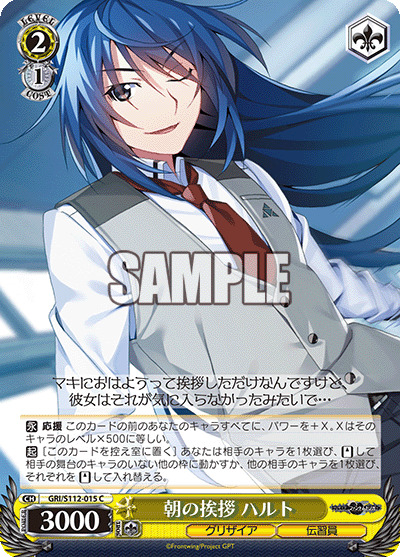 LEVEL
2
1
COST
SAMPLE
マキにおはようって挨拶しただけなんですけど、
彼女はそれが気に入らなかったみたいで…
永 応援 このカードの前のあなたのキャラすべてに、パワーを＋X。Xはそ
のキャラのレベル×500に等しい。
起 [このカードを控え室に置く] あなたは相手のキャラを1枚選び、【】して
相手の舞台のキャラのいない他の枠に動かすか、他の相手のキャラを1枚選び、
それぞれを【】して入れ替える。
CH GRI/S112-015 C
POWER
3000
朝の挨拶 ハルト
グリザイア
伝習員
©Frontwing/Project GPT